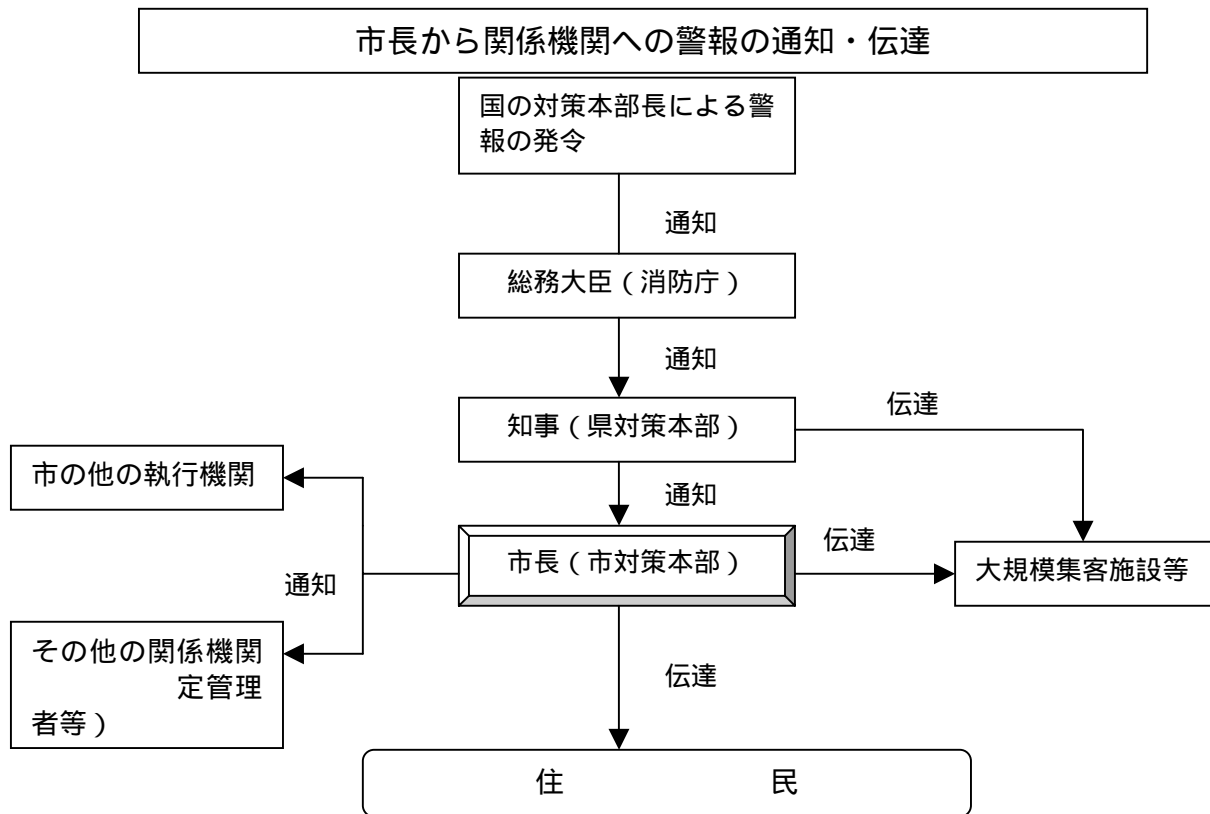 市長から関係機関への警報の通知・伝達
国の対策本部長による警
報の発令
通知
総務大臣（消防庁）
通知
知事（県対策本部）
伝達
市の他の執行機関
通知
市長（市対策本部）
伝達
大規模集客施設等
通知
その他の関係機関
定管理
者等）
伝達
住　　　　民